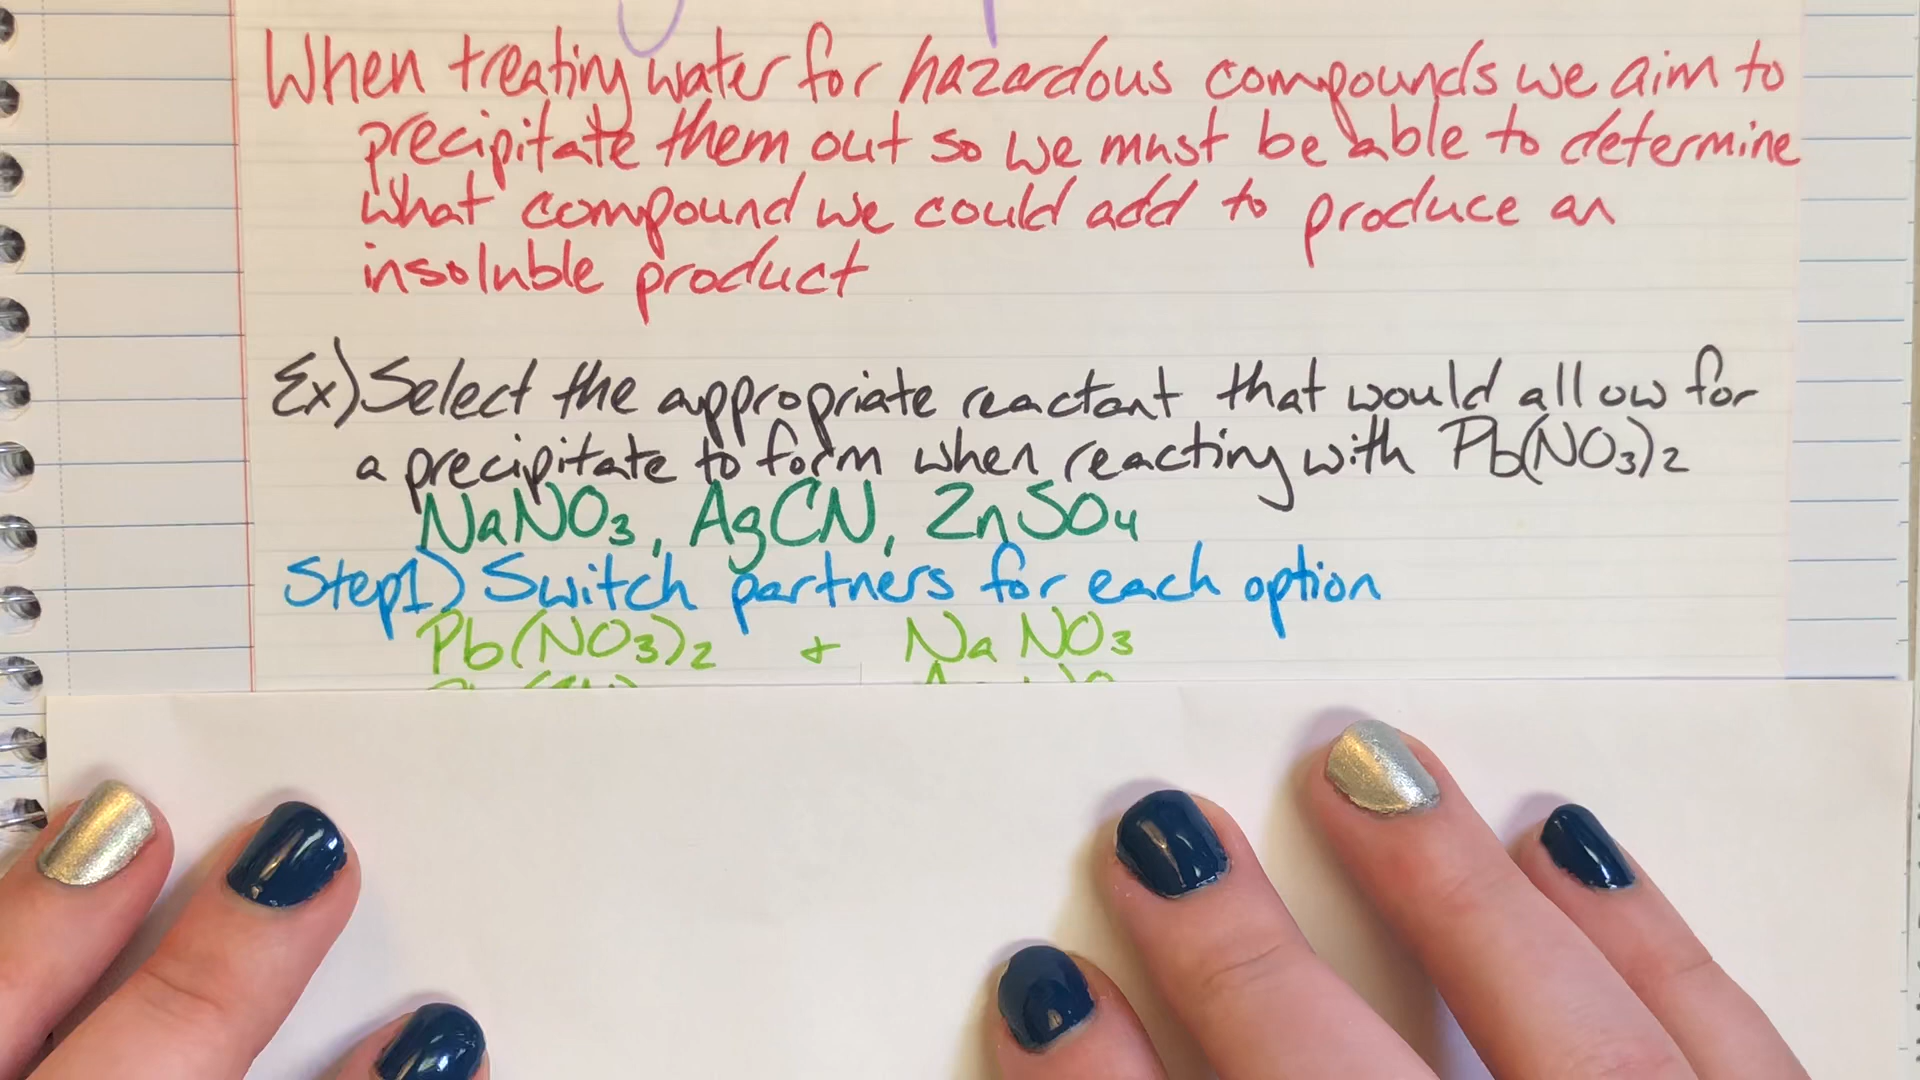 When treating water for hazardous compounds we aim to
precipitate them out so we must be able to determine
what compound we could add to produce an
insoluble product
Ex) Select the appropriate reactant that would allow for
a precipitate to form when reacting with Pb(NO3)2
NaNO3, AgCN, ZnSO4
Step 1) Switch partners for each option
Pb(NO3)2 + NaNO3